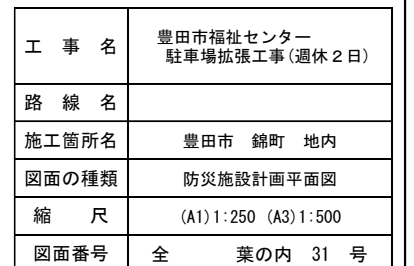 工 事 名 豊田市福祉センター
駐車場拡張工事(週休2日)
路 線 名
施工箇所名 豊田市 錦町 地内
図面の種類 防災施設計画平面図
縮 尺 (A1)1:250 (A3)1:500
図面番号 全 葉の内 31 号